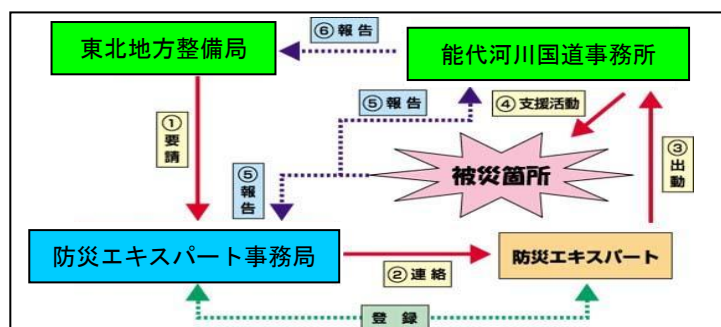 ⑥報告
東北地方整備局
能代河川国道事務所
⑤報告
④支援活動
①要請
③出動
被災箇所
⑤報告
防災エキスパート事務局
②連絡
防災エキスパート
登録